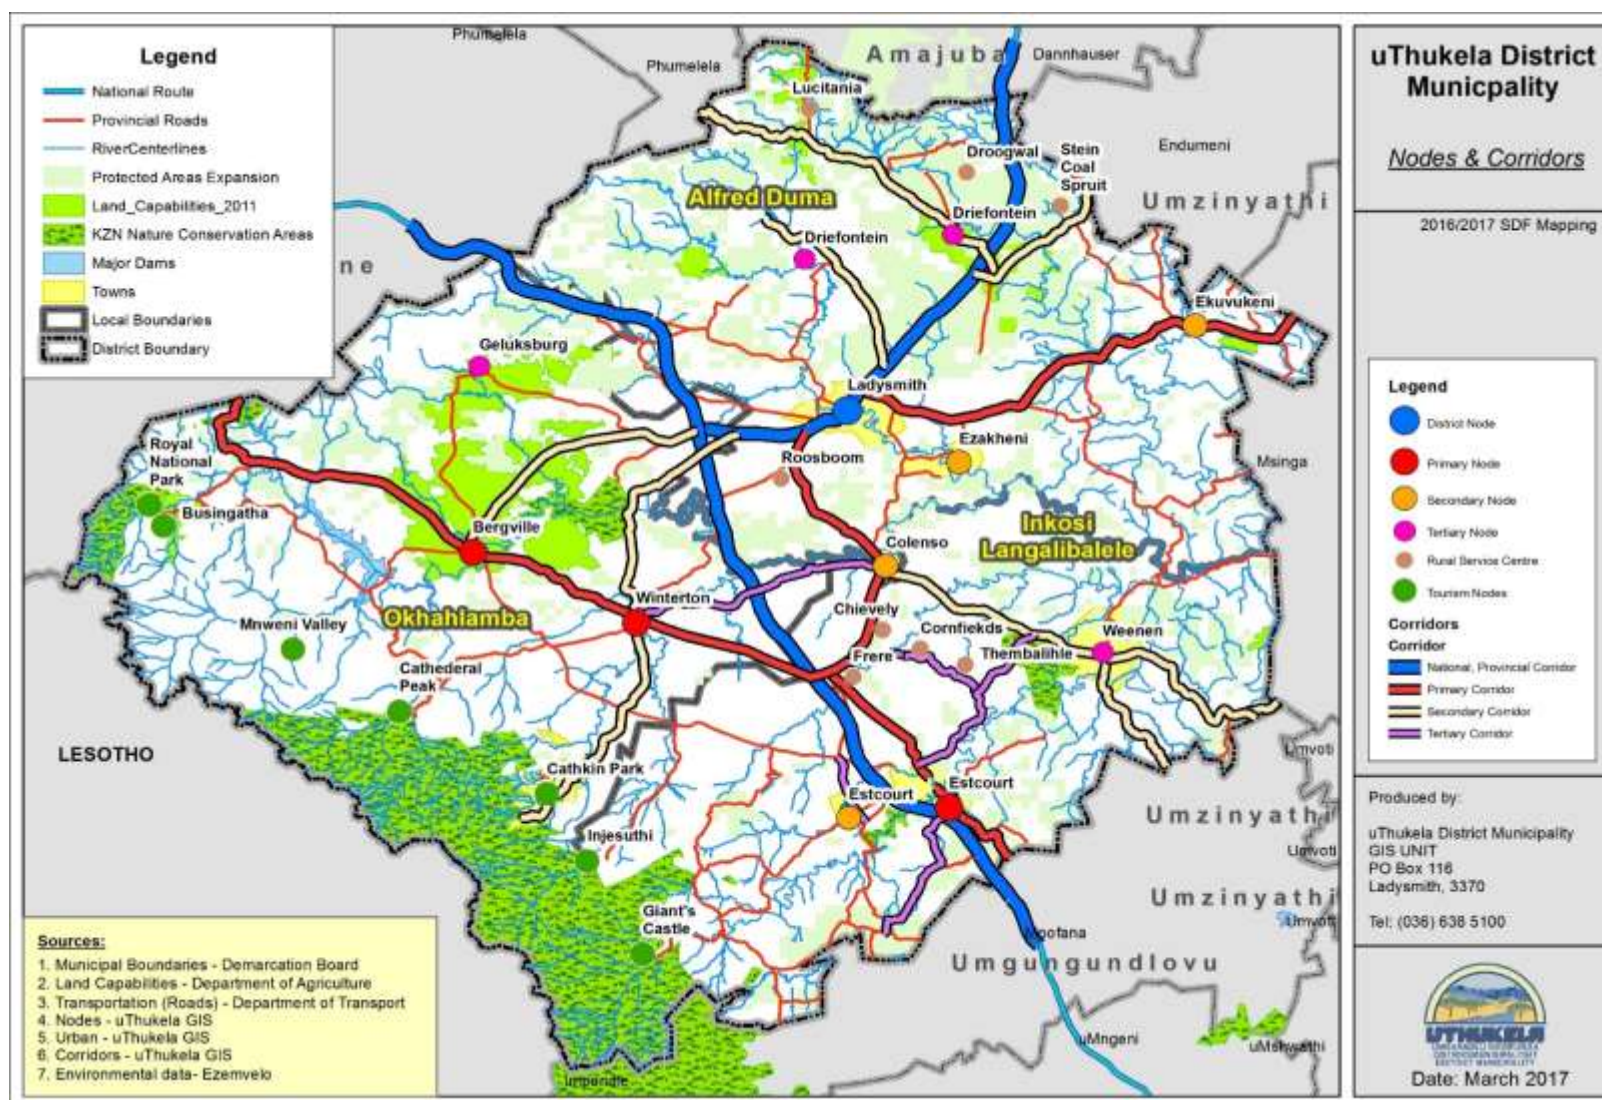 Legend
National Route
Provincial Roads
RiverCenterlines
Protected Areas Expansion
Land_Capabilities_2011
KZN Nature Conservation Areas
Major Dams
Towns
Local Boundaries
District Boundary
Phumelela
Phumelela
Amajuba
Dannhauser
Lucitania
Endumeni
Umzinyathi
Droogwal
Stein
Coal
Spruit
Alfred Duma
Driefontein
Driefontein
ne
Ekuvukeni
Geluksburg
Ladysmith
Royal
National
Park
Busingatha
Roosboom
Ezakheni
Msinga
Bergville
Inkosi
Langalibalele
Colenso
Okhahlamba
Winterton
Mnweni Valley
Chievely
Cornfiekds
Weenen
Frere
Thembalihle
Cathederal
Peak
LESOTHO
Umvoti
Cathkin Park
Estcourt
Estcourt
Umzinyathi
Injesuthi
Umvoti
Umzinyathi
Umvoti
Giant's
Castle
Umgungundlovu
uMngeni
uMshwathi
Sources:
1. Municipal Boundaries - Demarcation Board
2. Land Capabilities - Department of Agriculture
3. Transportation (Roads) - Department of Transport
4. Nodes - uThukela GIS
5. Urban - uThukela GIS
6. Corridors - uThukela GIS
7. Environmental data- Ezemvelo
uThukela District
Municpality
Nodes & Corridors
2016/2017 SDF Mapping
Legend
District Node
Primary Node
Secondary Node
Tertiary Node
Rural Service Centre
Tourism Nodes
Corridors
Corridor
National, Provincial Corridor
Primary Corridor
Secondary Corridor
Tertiary Corridor
Produced by:
uThukela District Municipality
GIS UNIT
PO Box 116
Ladysmith, 3370
Tel: (036) 638 5100
UTHUKELA
Date: March 2017